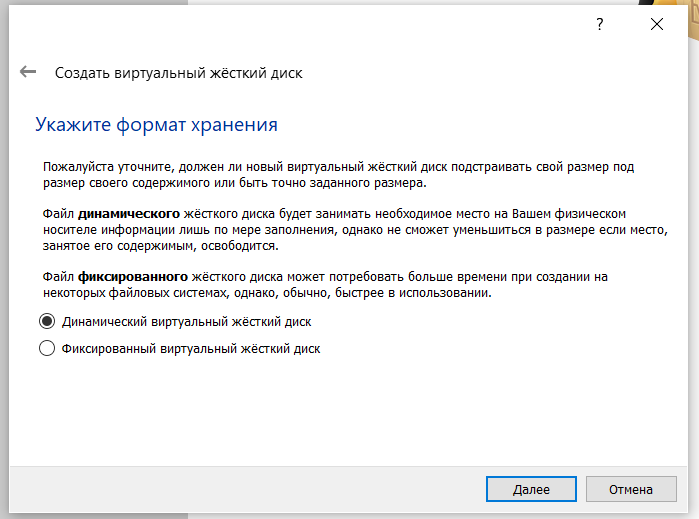 ?
Создать виртуальный жёсткий диск
Укажите формат хранения
Пожалуйста уточните, должен ли новый виртуальный жёсткий диск подстраивать свой размер под
размер своего содержимого или быть точно заданного размера.
Файл динамического жёсткого диска будет занимать необходимое место на Вашем физическом
носителе информации лишь по мере заполнения, однако не сможет уменьшиться в размере если место,
занятое его содержимым, освободится.
Файл фиксированного жёсткого диска может потребовать больше времени при создании на
некоторых файловых системах, однако, обычно, быстрее в использовании.
Динамический виртуальный жёсткий диск
Фиксированный виртуальный жёсткий диск
Далее
Отмена